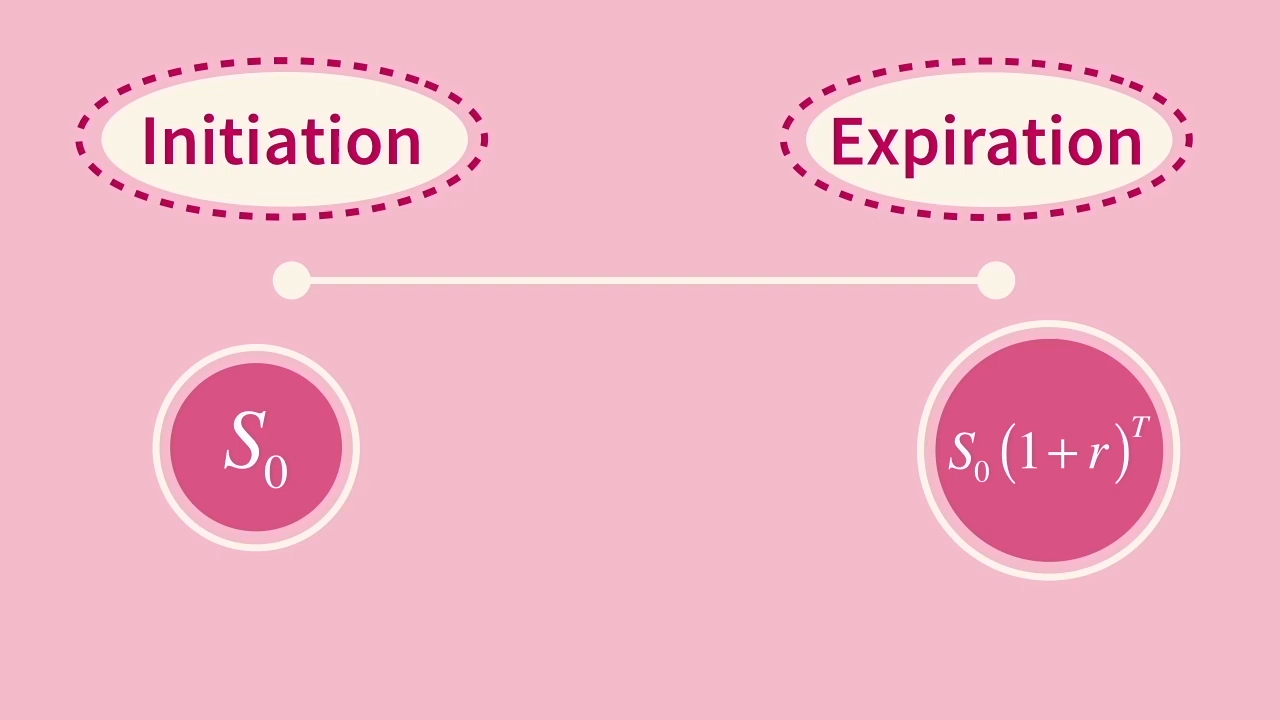 Initiation
Expiration
S₀
S₀(1+r)ᵀ